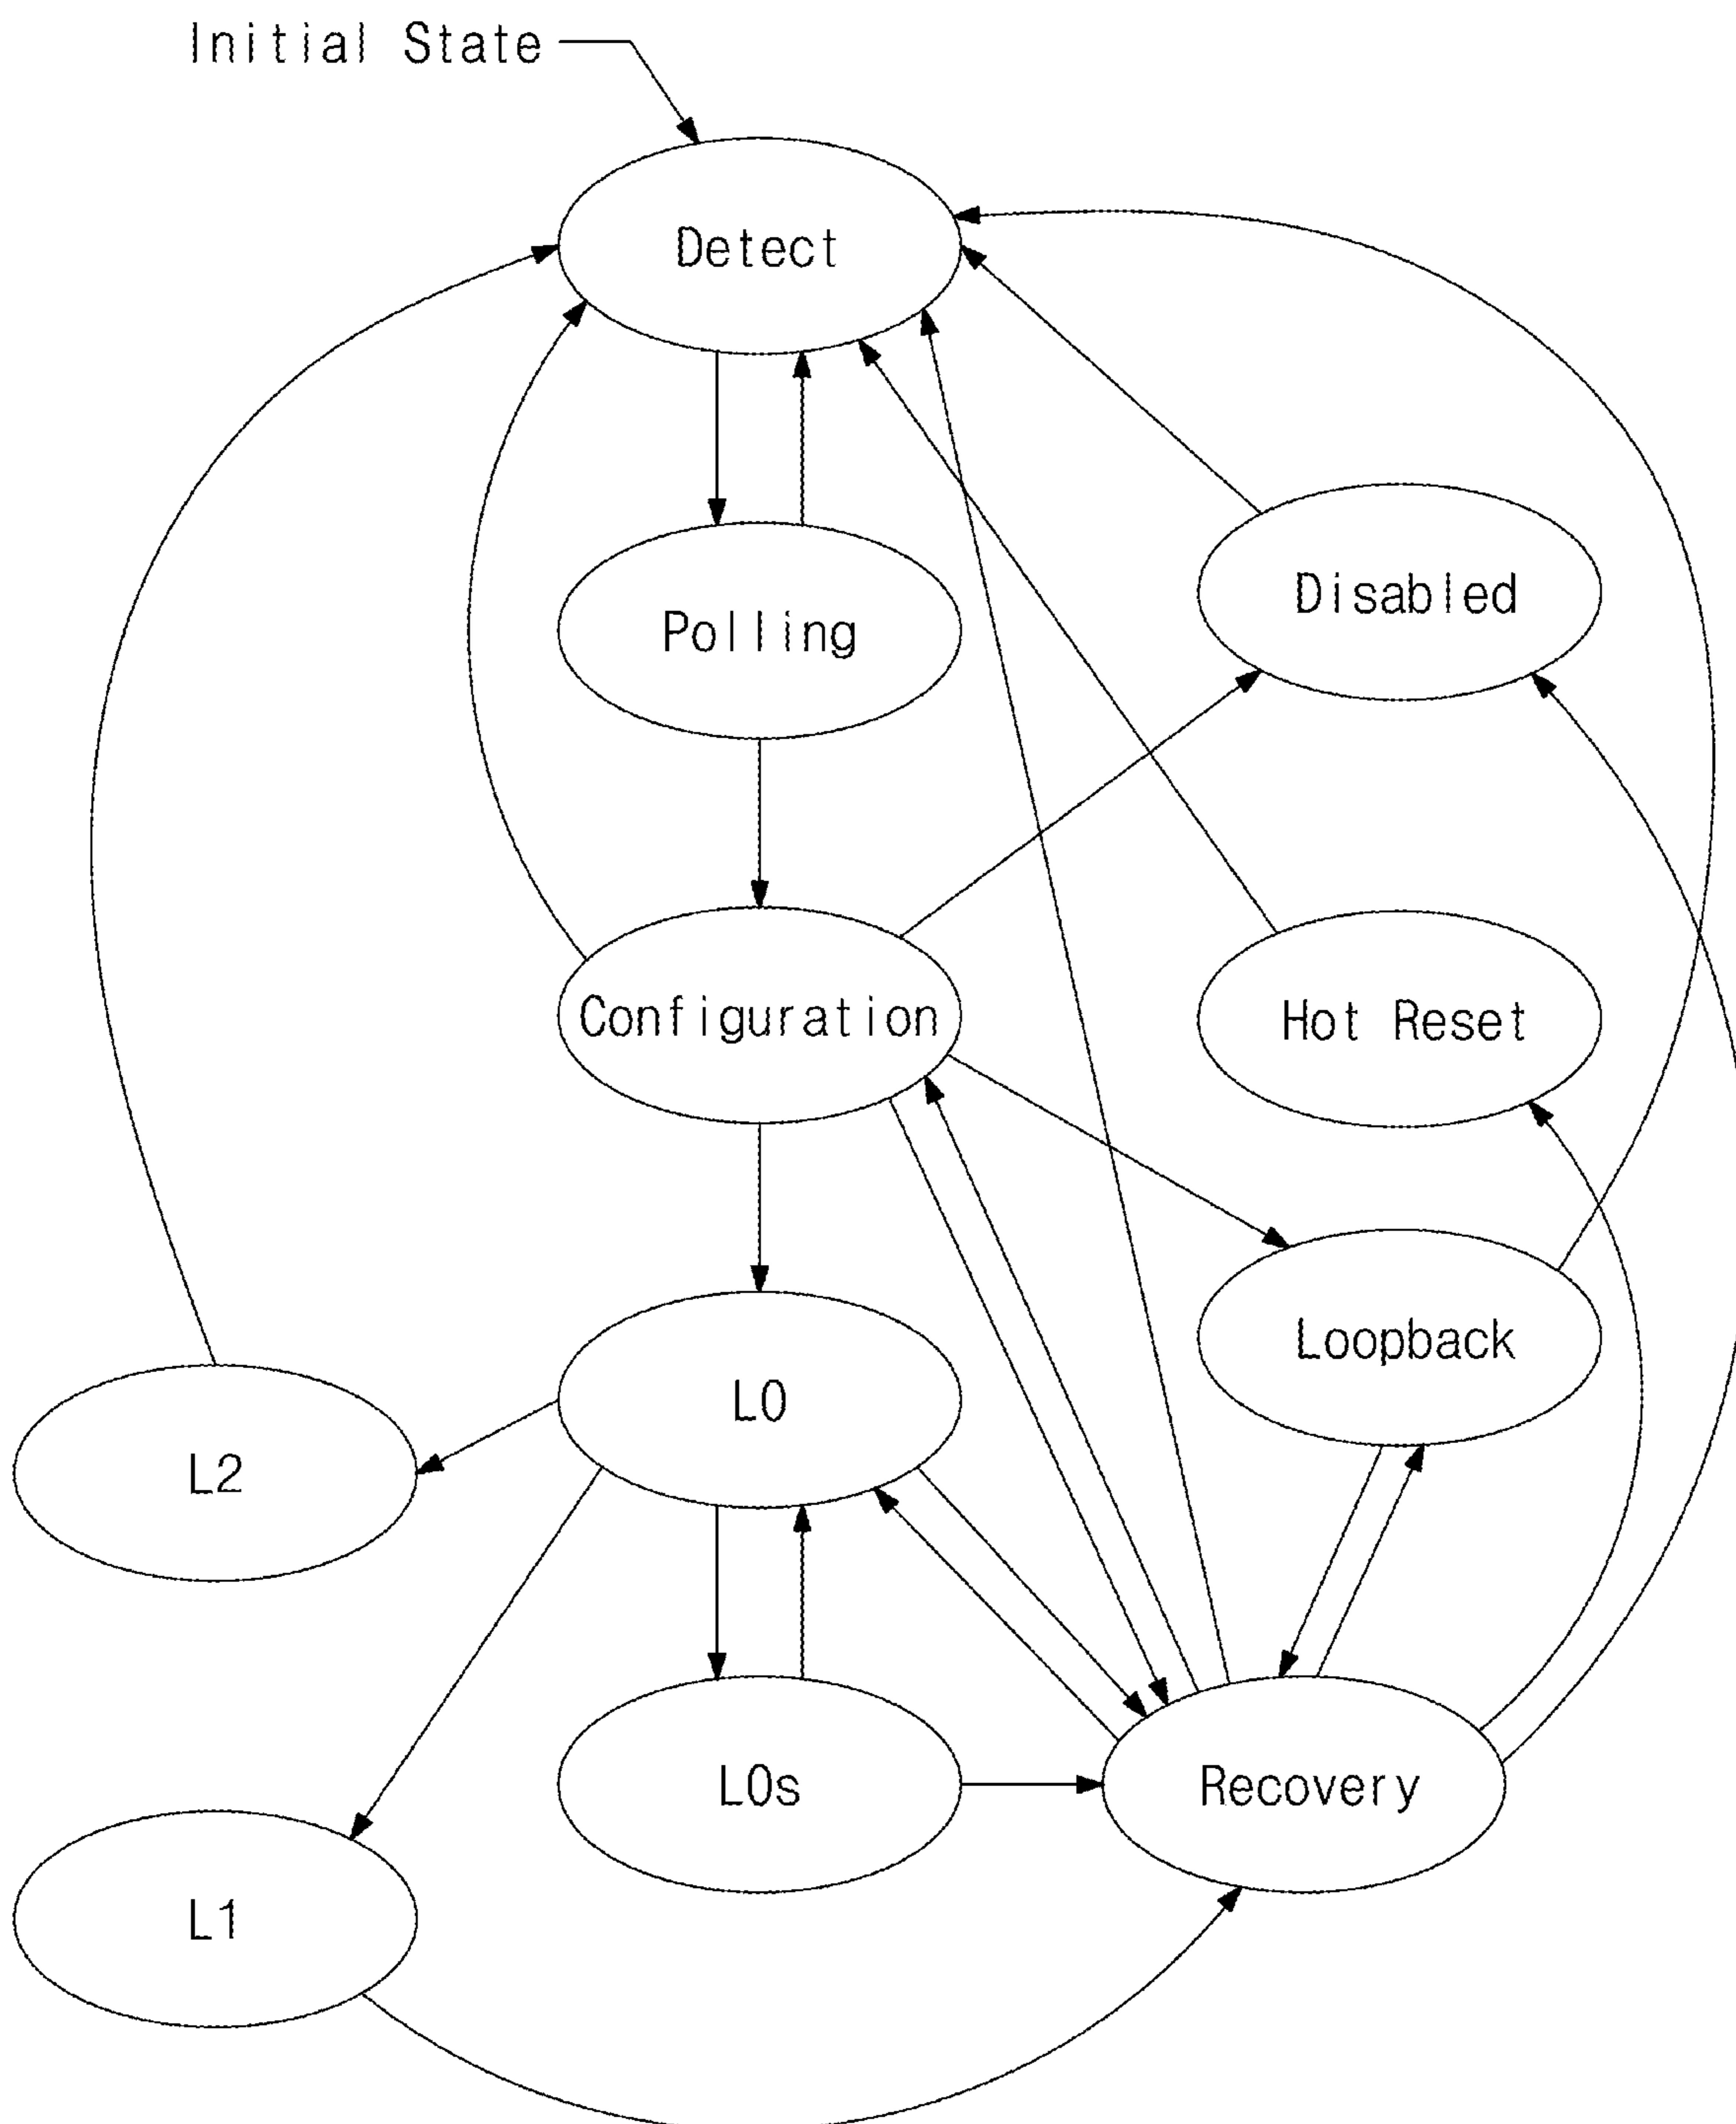 Initial State
Detect
Polling
Disabled
Configuration
Hot Reset
Loopback
L0
L2
L0s
Recovery
L1